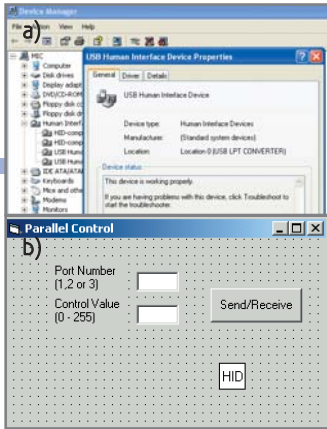 Device Manager
File Action View Help
a)
MIC
Computer
Disk drives
Display adapt
DVD/CD-ROM
Floppy disk co
Floppy disk dr
Human Interf
HID-comp
HID-comp
USB Huma
USB Huma
IDE ATA/ATA
Keyboards
Mice and othe
Modems
Monitors
USB Human Interface Device Properties
General Driver Details
USB Human Interface Device
Device type: Human Interface Devices
Manufacturer: (Standard system devices)
Location: Location 0 (USB LPT CONVERTER)
Device status
This device is working properly.
If you are having problems with this device, click Troubleshoot to
start the troubleshooter.
Parallel Control
b)
Port Number
(1,2 or 3)
Control Value
(0 - 255)
Send/Receive
HID